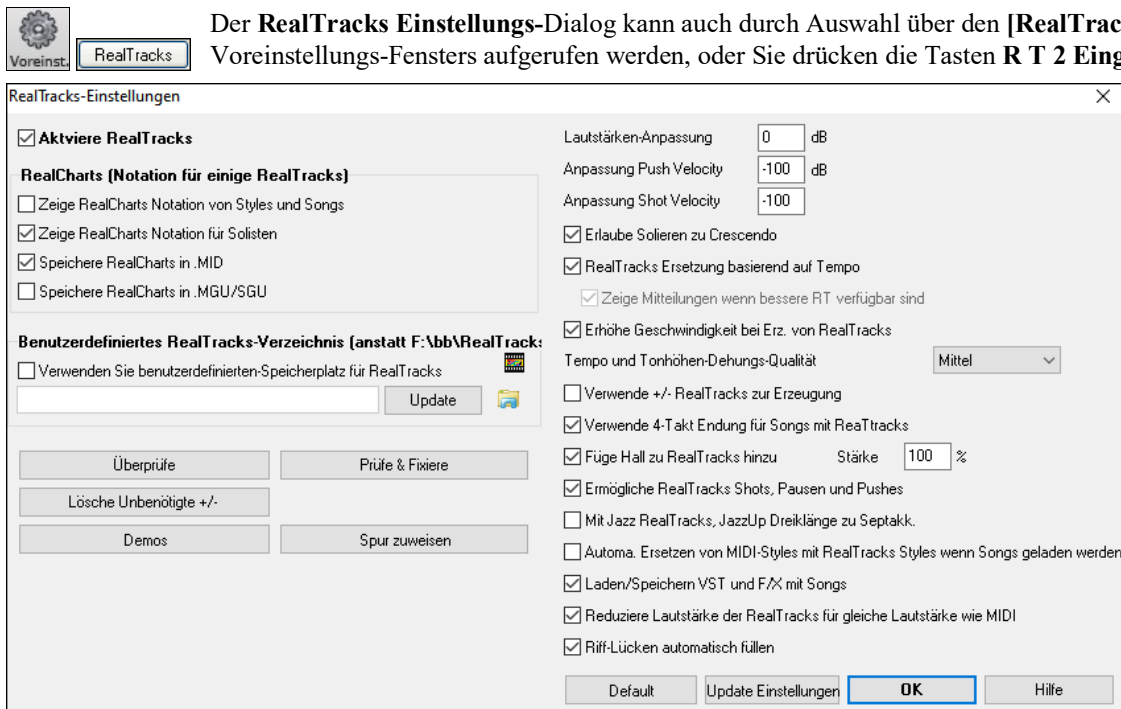 Der RealTracks Einstellungs-Dialog kann auch durch Auswahl über den [RealTrac
Voreinst.
RealTracks
Voreinstellungs-Fensters aufgerufen werden, oder Sie drücken die Tasten R T 2 Eing
RealTracks-Einstellungen
Aktviere RealTracks
RealCharts (Notation für einige RealTracks)
Zeige RealCharts Notation von Styles und Songs
Zeige RealCharts Notation für Solisten
Speichere RealCharts in .MID
Speichere RealCharts in .MGU/SGU
Benutzerdefiniertes RealTracks-Verzeichnis (anstatt F:\bb\RealTracks
Verwenden Sie benutzerdefinierten-Speicherplatz für RealTracks
Update
Überprüfe
Prüfe & Fixiere
Lösche Unbenötigte +/-
Demos
Spur zuweisen
Lautstärken-Anpassung 0 dB
Anpassung Push Velocity -100 dB
Anpassung Shot Velocity -100
Erlaube Solieren zu Crescendo
RealTracks Ersetzung basierend auf Tempo
Zeige Mitteilungen wenn bessere RT verfügbar sind
Erhöhe Geschwindigkeit bei Erz. von RealTracks
Tempo und Tonhöhen-Dehungs-Qualität Mittel
Verwende +/- RealTracks zur Erzeugung
Verwende 4-Takt Endung für Songs mit ReaTtracks
Füge Hall zu RealTracks hinzu Stärke 100 %
Ermögliche RealTracks Shots, Pausen und Pushes
Mit Jazz RealTracks, JazzUp Dreiklänge zu Septakk.
Automa. Ersetzen von MIDI-Styles mit RealTracks Styles wenn Songs geladen werden
Laden/Speichern VST und F/X mit Songs
Reduziere Lautstärke der RealTracks für gleiche Lautstärke wie MIDI
Riff-Lücken automatisch füllen
Default
Update Einstellungen
OK
Hilfe